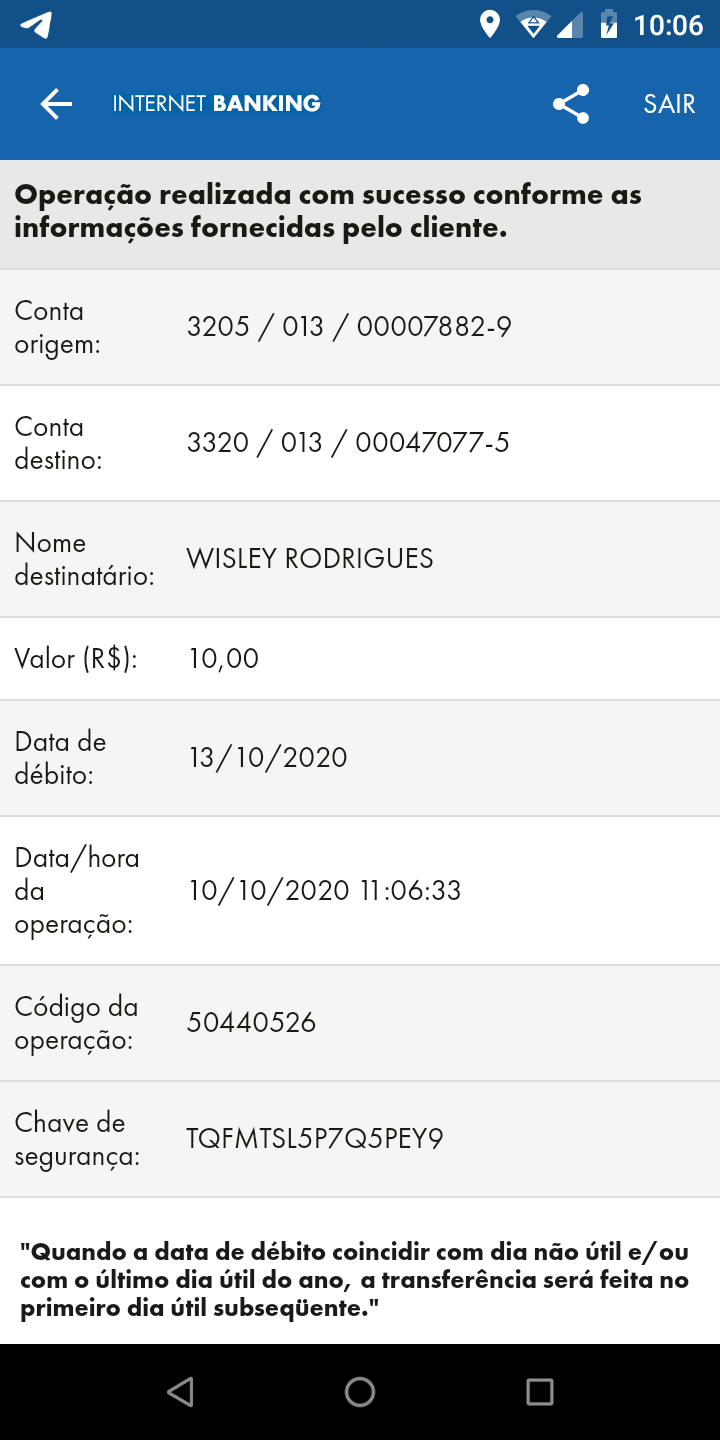 10:06
INTERNET BANKING
SAIR
Operação realizada com sucesso conforme as
informações fornecidas pelo cliente.
Conta
origem:
3205 / 013 / 00007882-9
Conta
destino:
3320 / 013 / 00047077-5
Nome
destinatário:
WISLEY RODRIGUES
Valor (R$):
10,00
Data de
débito:
13/10/2020
Data/hora
da
operação:
10/10/2020 11:06:33
Código da
operação:
50440526
Chave de
segurança:
TQFMTSL5P7Q5PEY9
"Quando a data de débito coincidir com dia não útil e/ou
com o último dia útil do ano, a transferência será feita no
primeiro dia útil subseqüente."